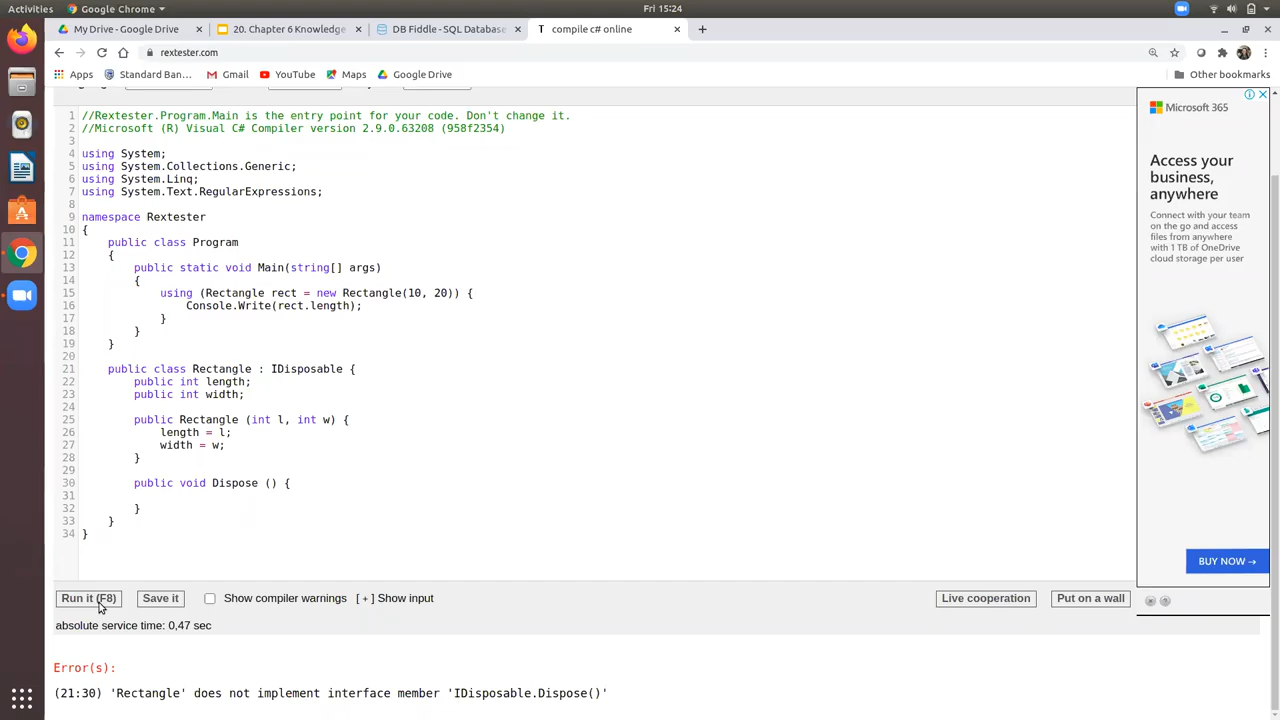 Activities
Google Chrome
Fri 15:24
My Drive - Google Drive
20. Chapter 6 Knowledge
DB Fiddle - SQL Database
T compile c# online
rextester.com
Apps
Standard Ban...
Gmail
YouTube
Maps
Google Drive
Other bookmarks
1 //Rextester.Program.Main is the entry point for your code. Don't change it.
2 //Microsoft (R) Visual C# Compiler version 2.9.0.63208 (958f2354)
3
4 using System;
5 using System.Collections.Generic;
6 using System.Linq;
7 using System.Text.RegularExpressions;
8
9 namespace Rextester
10 {
11 public class Program
12 {
13 public static void Main(string[] args)
14 {
15 using (Rectangle rect = new Rectangle(10, 20)) {
16 Console.Write(rect.length);
17 }
18 }
19 }
20
21 public class Rectangle : IDisposable {
22 public int length;
23 public int width;
24
25 public Rectangle (int l, int w) {
26 length = l;
27 width = w;
28 }
29
30 public void Dispose () {
31
32 }
33 }
34 }
Microsoft 365
Access your
business,
anywhere
Connect with your team
on the go and access
files from anywhere
with 1 TB of OneDrive
cloud storage per user
BUY NOW →
Run it (F8)
Save it
Show compiler warnings
[ + ] Show input
Live cooperation
Put on a wall
absolute service time: 0,47 sec
Error(s):
(21:30) 'Rectangle' does not implement interface member 'IDisposable.Dispose()'